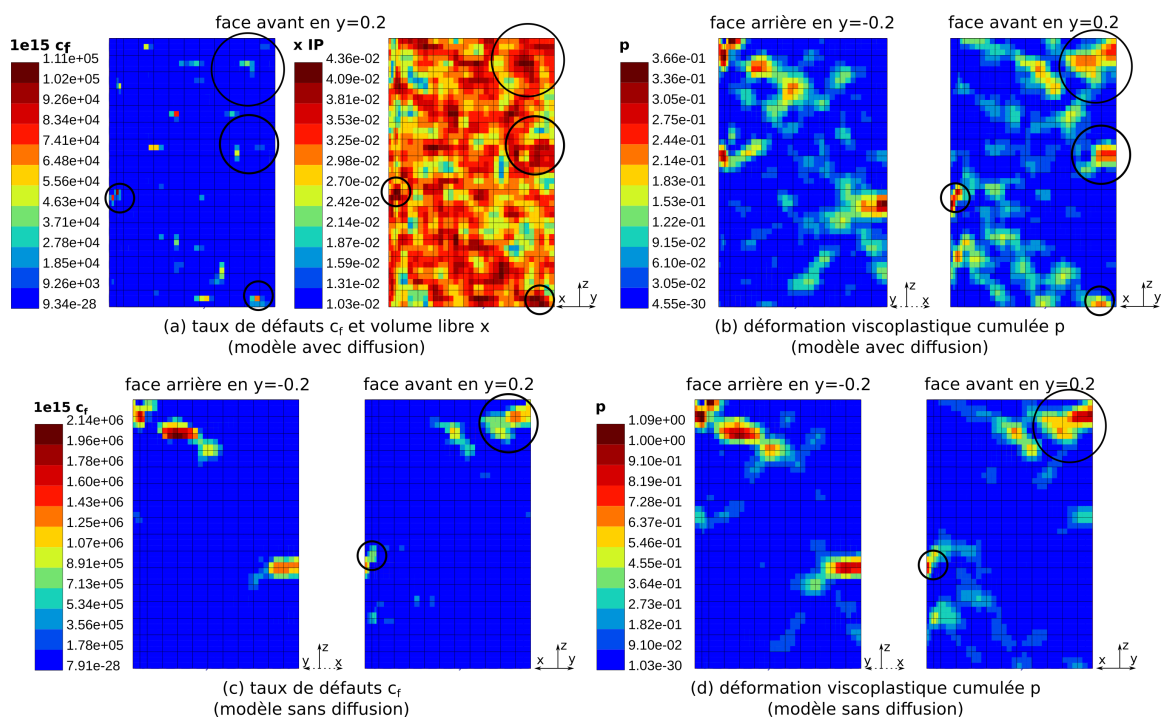 face avant en y=0.2
1e15 cf
x IP
1.11e+05
1.02e+05
9.26e+04
8.34e+04
7.41e+04
6.48e+04
5.56e+04
4.63e+04
3.71e+04
2.78e+04
1.85e+04
9.26e+03
9.34e-28
4.36e-02
4.09e-02
3.81e-02
3.53e-02
3.25e-02
2.98e-02
2.70e-02
2.42e-02
2.14e-02
1.87e-02
1.59e-02
1.31e-02
1.03e-02
z
x y
(a) taux de défauts cf et volume libre x
(modèle avec diffusion)
face arrière en y=-0.2
face avant en y=0.2
p
3.66e-01
3.36e-01
3.05e-01
2.75e-01
2.44e-01
2.14e-01
1.83e-01
1.53e-01
1.22e-01
9.15e-02
6.10e-02
3.05e-02
4.55e-30
z
y x
z
x y
(b) déformation viscoplastique cumulée p
(modèle avec diffusion)
face arrière en y=-0.2
face avant en y=0.2
1e15 cf
2.14e+06
1.96e+06
1.78e+06
1.60e+06
1.43e+06
1.25e+06
1.07e+06
8.91e+05
7.13e+05
5.34e+05
3.56e+05
1.78e+05
7.91e-28
z
y x
z
x y
(c) taux de défauts cf
(modèle sans diffusion)
face arrière en y=-0.2
face avant en y=0.2
p
1.09e+00
1.00e+00
9.10e-01
8.19e-01
7.28e-01
6.37e-01
5.46e-01
4.55e-01
3.64e-01
2.73e-01
1.82e-01
9.10e-02
1.03e-30
z
y x
z
x y
(d) déformation viscoplastique cumulée p
(modèle sans diffusion)